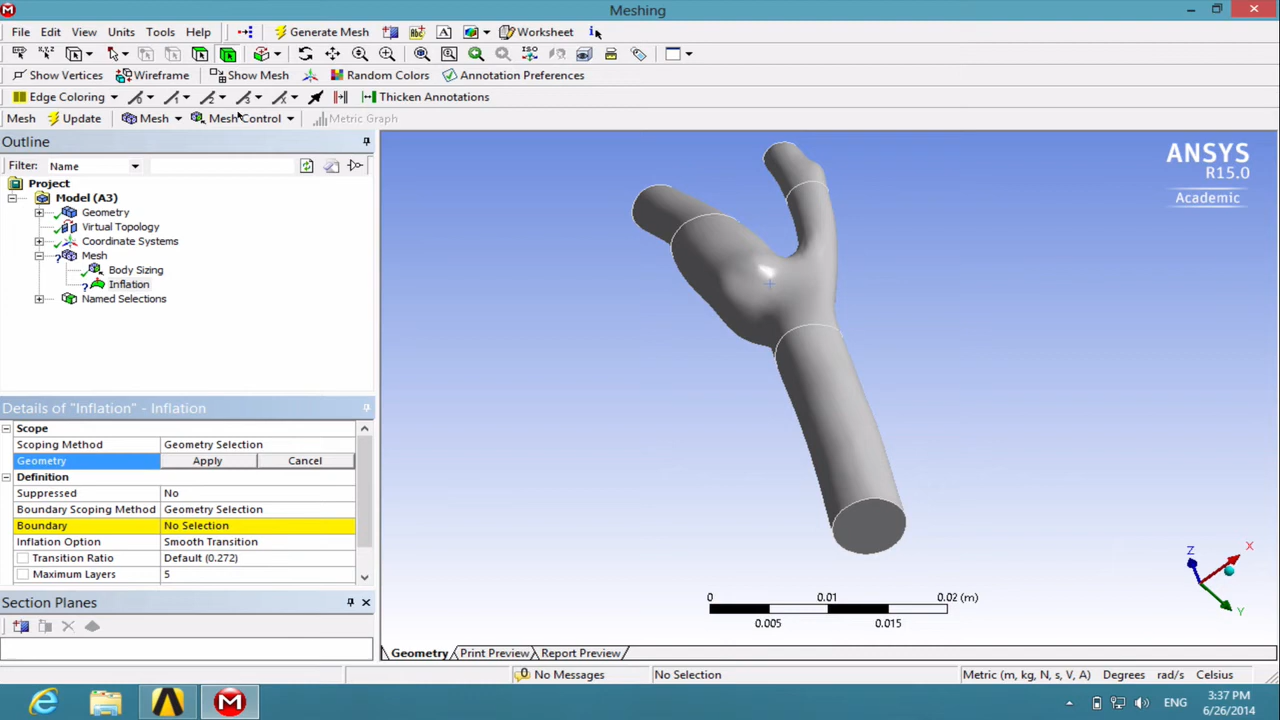 Meshing
File Edit View Units Tools Help Generate Mesh A Worksheet i
ISO
Show Vertices Wireframe Show Mesh Random Colors Annotation Preferences
Edge Coloring Thicken Annotations
Mesh Update Mesh Mesh Control Metric Graph
Outline
Filter: Name
Project
Model (A3)
Geometry
Virtual Topology
Coordinate Systems
Mesh
Body Sizing
Inflation
Named Selections
ANSYS
R15.0
Academic
Details of "Inflation" - Inflation
Scope
Scoping Method Geometry Selection
Geometry Apply Cancel
Definition
Suppressed No
Boundary Scoping Method Geometry Selection
Boundary No Selection
Inflation Option Smooth Transition
Transition Ratio Default (0.272)
Maximum Layers 5
Section Planes
0 0.01 0.02 (m)
0.005 0.015
Z X
Y
Geometry Print Preview Report Preview
0 No Messages No Selection Metric (m, kg, N, s, V, A) Degrees rad/s Celsius
ENG 3:37 PM
6/26/2014